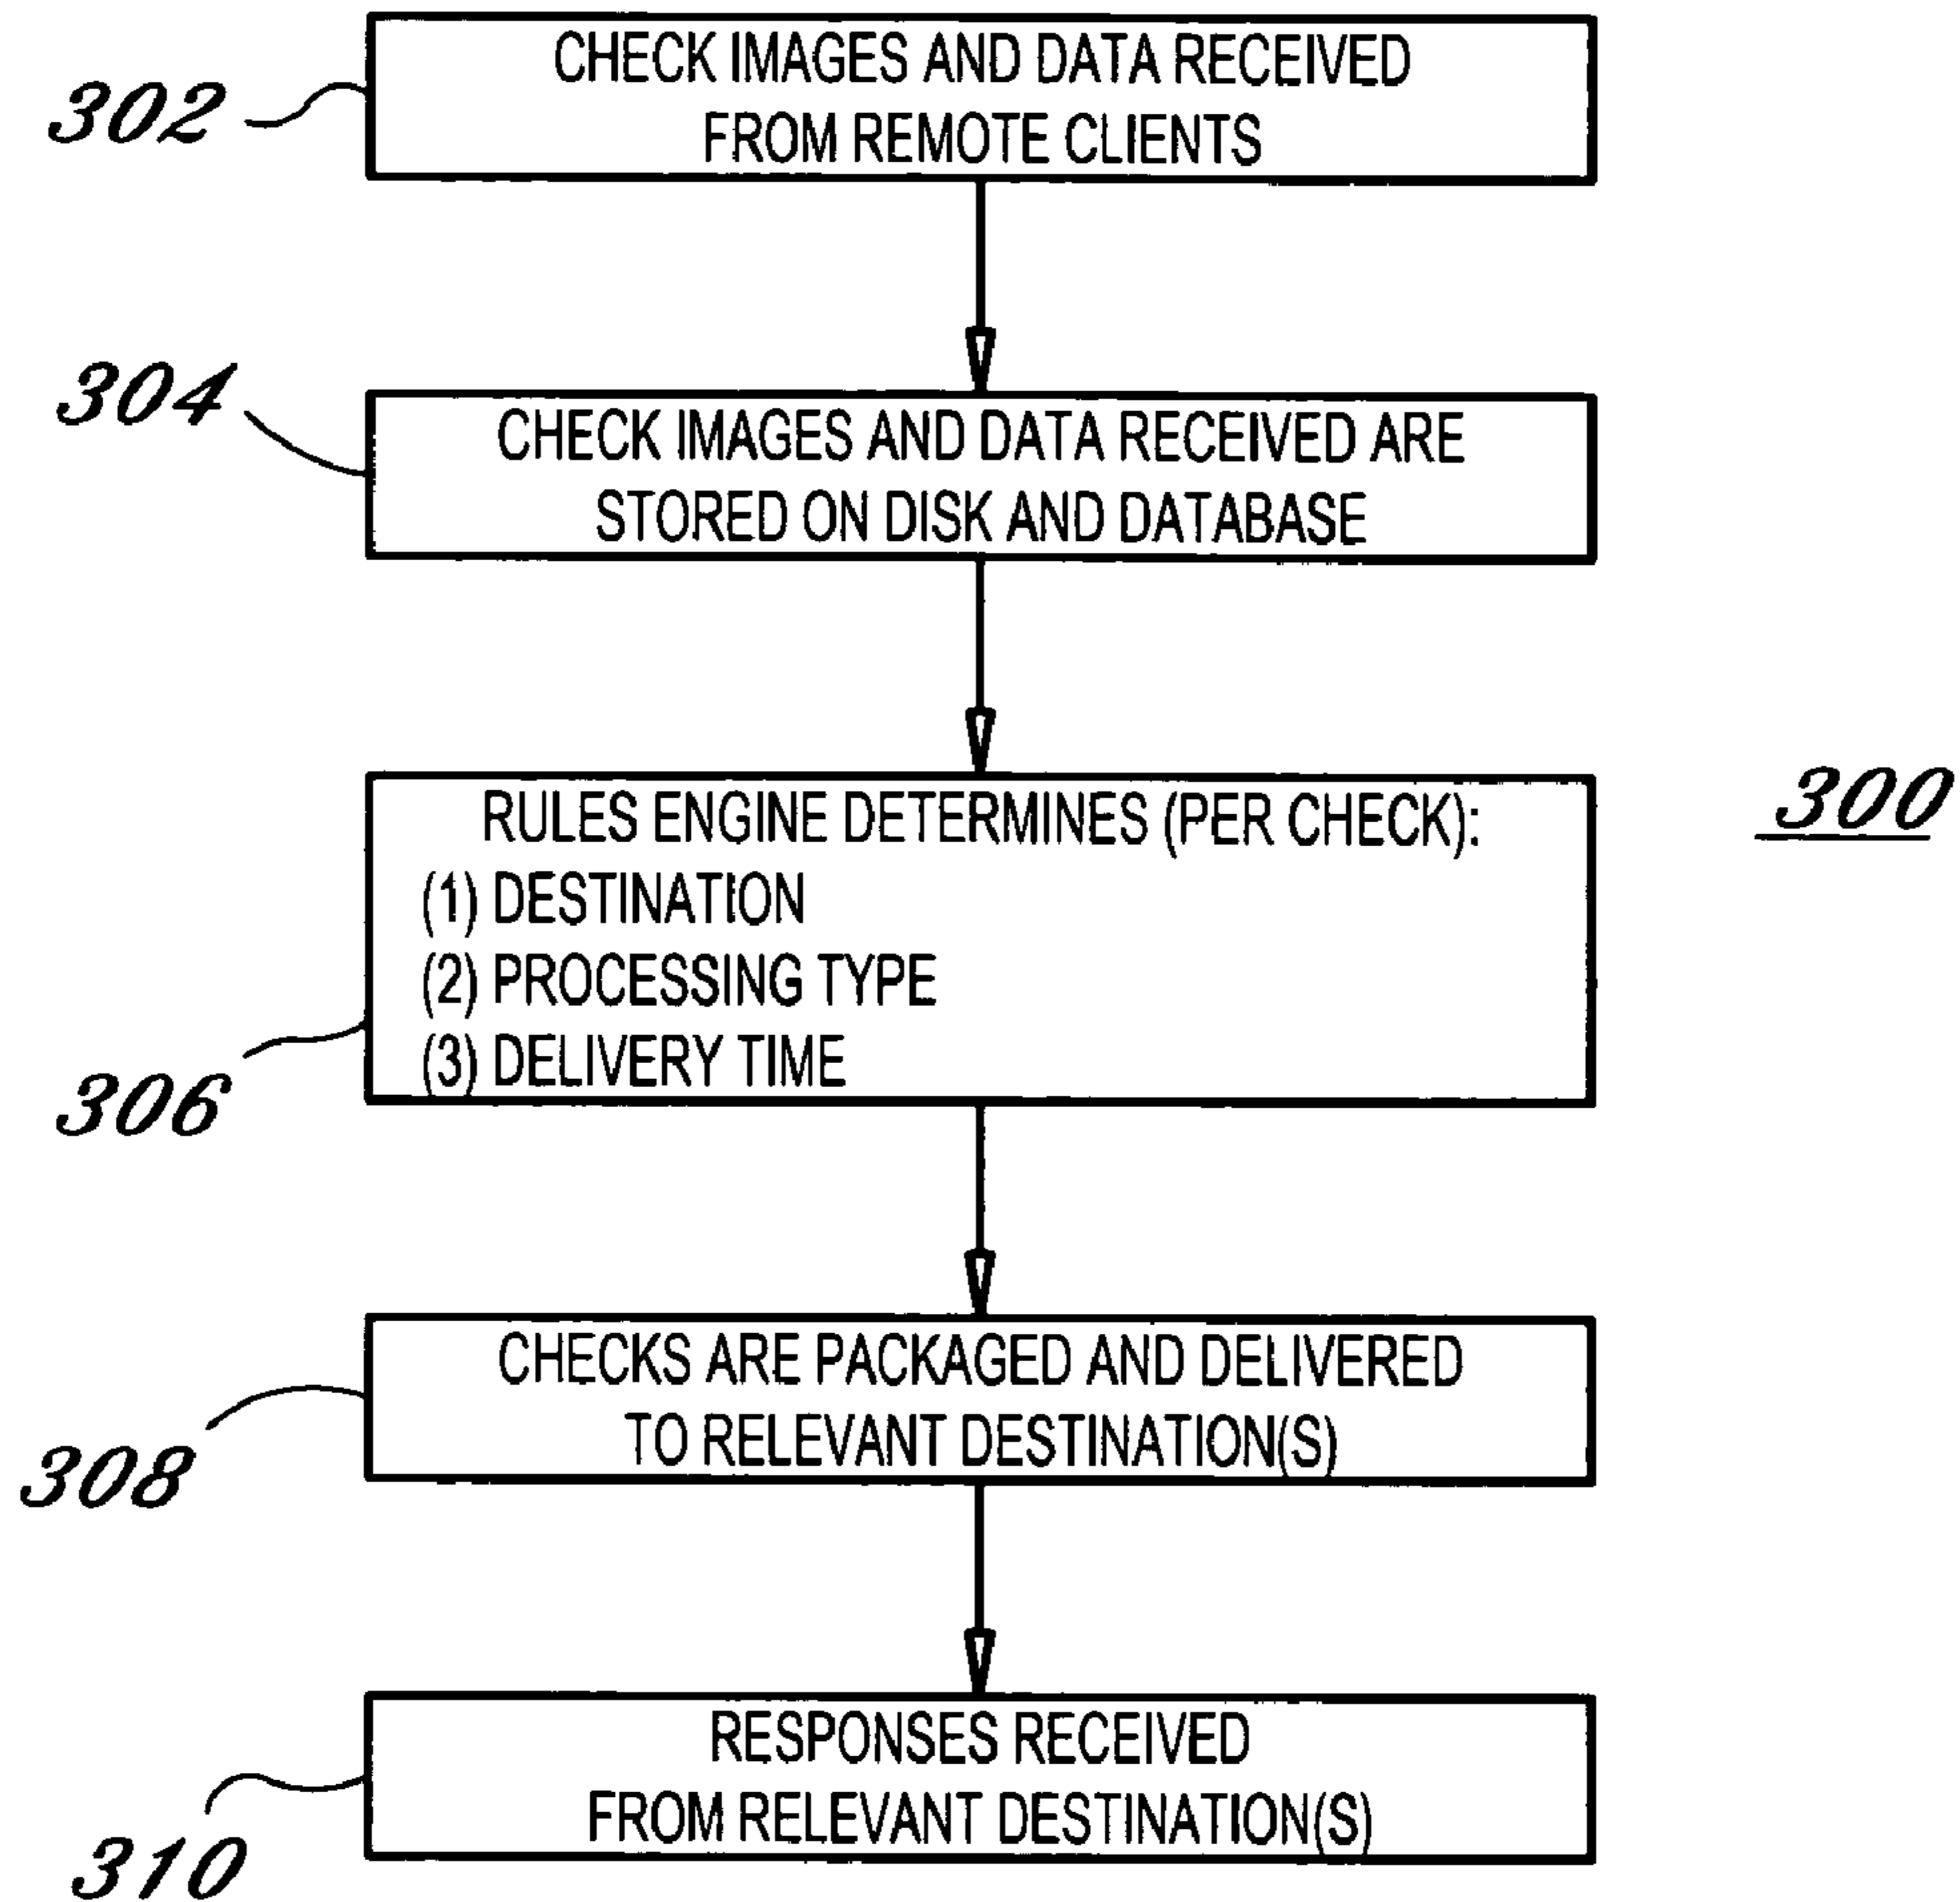 302
CHECK IMAGES AND DATA RECEIVED
FROM REMOTE CLIENTS
304
CHECK IMAGES AND DATA RECEIVED ARE
STORED ON DISK AND DATABASE
300
RULES ENGINE DETERMINES (PER CHECK):
(1) DESTINATION
(2) PROCESSING TYPE
(3) DELIVERY TIME
306
CHECKS ARE PACKAGED AND DELIVERED
TO RELEVANT DESTINATION(S)
308
RESPONSES RECEIVED
FROM RELEVANT DESTINATION(S)
310